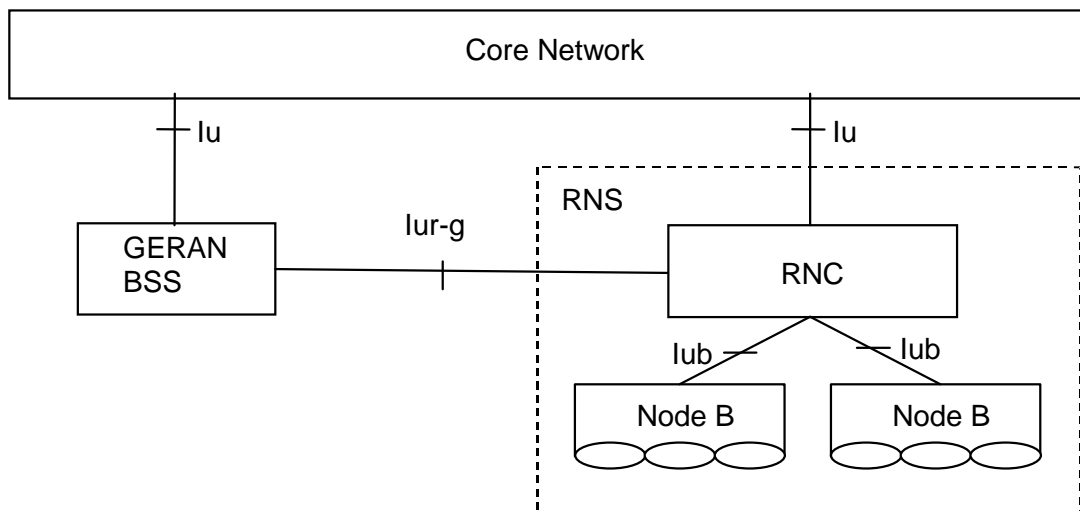 Core Network
Iu
Iu
RNS
Iur-g
GERAN
BSS
RNC
Iub
Iub
Node B
Node B